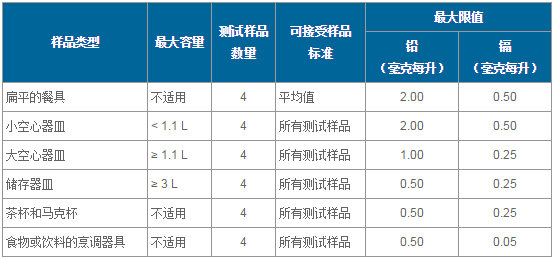 样品类型 最大容量 测试样品数量 可接受样品标准 最大限值
铅（毫克每升） 镉（毫克每升）
扁平的餐具 不适用 4 平均值 2.00 0.50
小空心器皿 < 1.1 L 4 所有测试样品 2.00 0.50
大空心器皿 ≥ 1.1 L 4 所有测试样品 1.00 0.25
储存器皿 ≥ 3 L 4 所有测试样品 0.50 0.25
茶杯和马克杯 不适用 4 所有测试样品 0.50 0.25
食物或饮料的烹调器具 不适用 4 所有测试样品 0.50 0.05